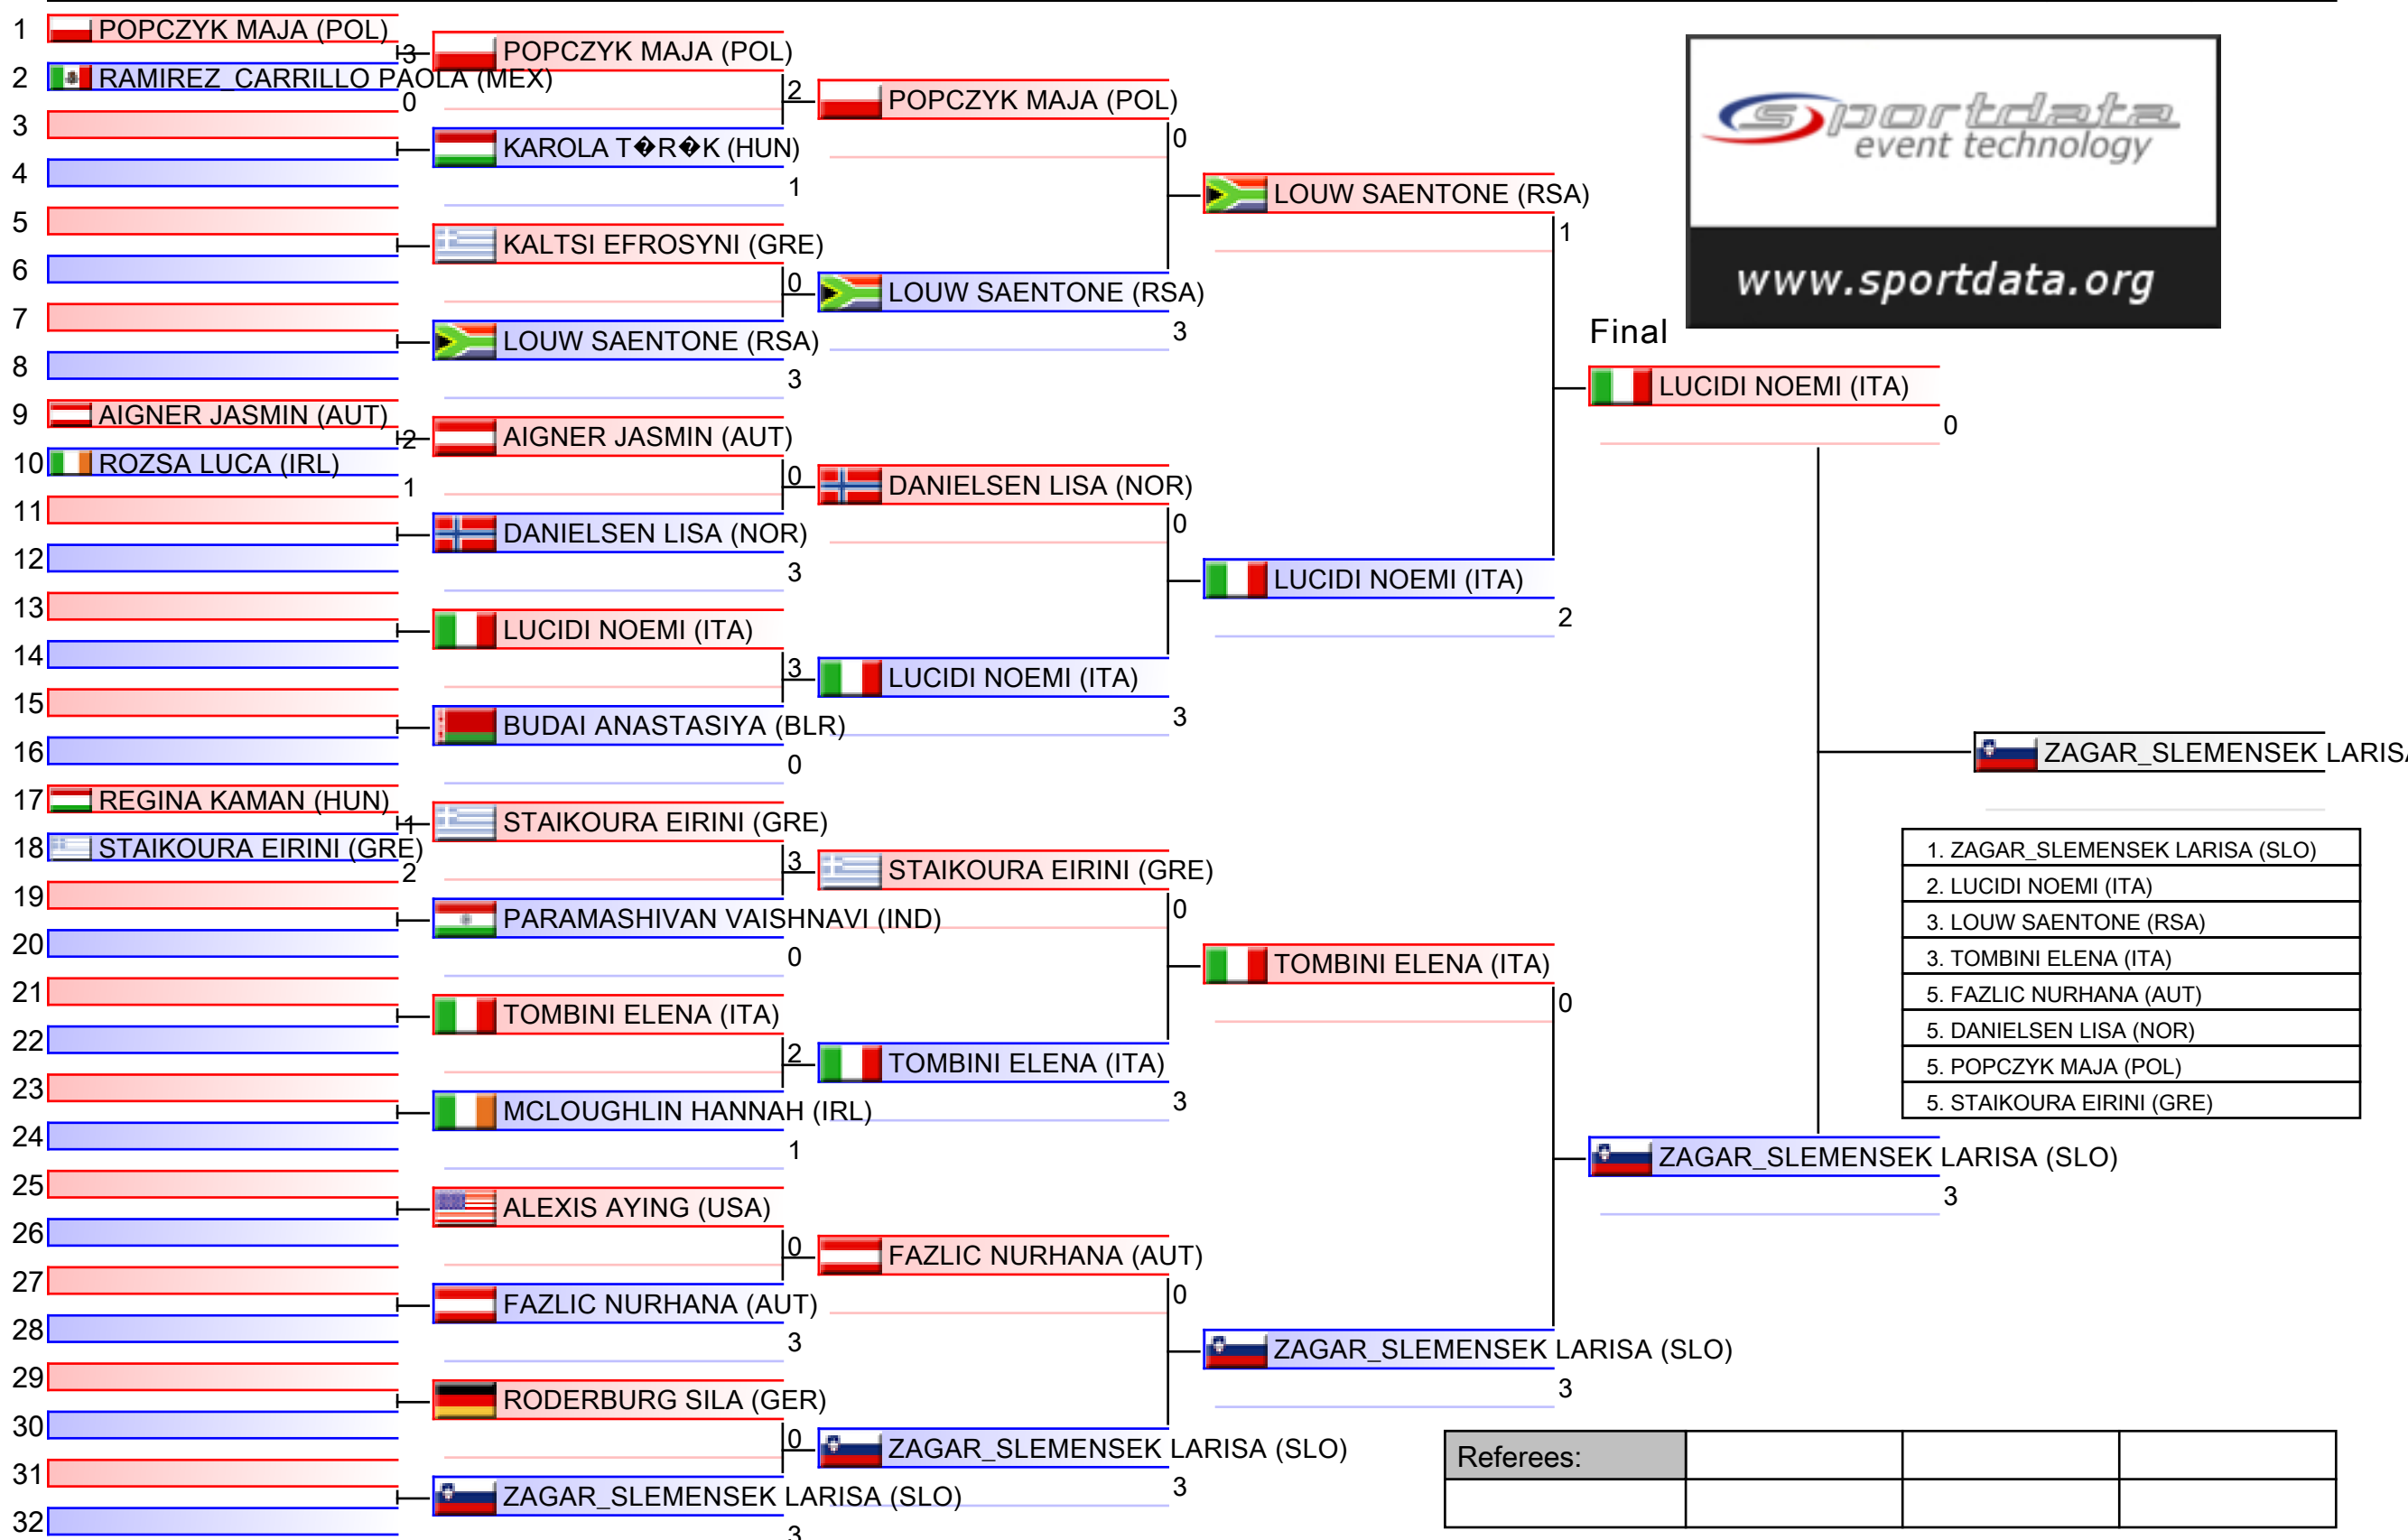 1 POPCZYK MAJA (POL)
3
2 RAMIREZ_CARRILLO PAOLA (MEX)
0
3
4
5
6
7
8
9 AIGNER JASMIN (AUT)
2
10 ROZSA LUCA (IRL)
1
11
12
13
14
15
16
17 REGINA KAMAN (HUN)
1
18 STAIKOURA EIRINI (GRE)
2
19
20
21
22
23
24
25
26
27
28
29
30
31
32
POPCZYK MAJA (POL)
2
KAROLA T�R�K (HUN)
1
KALTSI EFROSYNI (GRE)
0
LOUW SAENTONE (RSA)
3
AIGNER JASMIN (AUT)
0
DANIELSEN LISA (NOR)
3
LUCIDI NOEMI (ITA)
3
BUDAI ANASTASIYA (BLR)
0
STAIKOURA EIRINI (GRE)
3
PARAMASHIVAN VAISHNAVI (IND)
0
TOMBINI ELENA (ITA)
2
MCLOUGHLIN HANNAH (IRL)
1
ALEXIS AYING (USA)
0
FAZLIC NURHANA (AUT)
3
RODERBURG SILA (GER)
0
ZAGAR_SLEMENSEK LARISA (SLO)
3
POPCZYK MAJA (POL)
0
LOUW SAENTONE (RSA)
3
DANIELSEN LISA (NOR)
0
LUCIDI NOEMI (ITA)
3
STAIKOURA EIRINI (GRE)
0
TOMBINI ELENA (ITA)
3
FAZLIC NURHANA (AUT)
0
ZAGAR_SLEMENSEK LARISA (SLO)
3
LOUW SAENTONE (RSA)
1
LUCIDI NOEMI (ITA)
2
TOMBINI ELENA (ITA)
0
ZAGAR_SLEMENSEK LARISA (SLO)
3
sportdata
event technology
www.sportdata.org
Final
LUCIDI NOEMI (ITA)
0
ZAGAR_SLEMENSEK LARISA (SLO)
3
ZAGAR_SLEMENSEK LARISA
1. ZAGAR_SLEMENSEK LARISA (SLO)
2. LUCIDI NOEMI (ITA)
3. LOUW SAENTONE (RSA)
3. TOMBINI ELENA (ITA)
5. FAZLIC NURHANA (AUT)
5. DANIELSEN LISA (NOR)
5. POPCZYK MAJA (POL)
5. STAIKOURA EIRINI (GRE)
Referees: